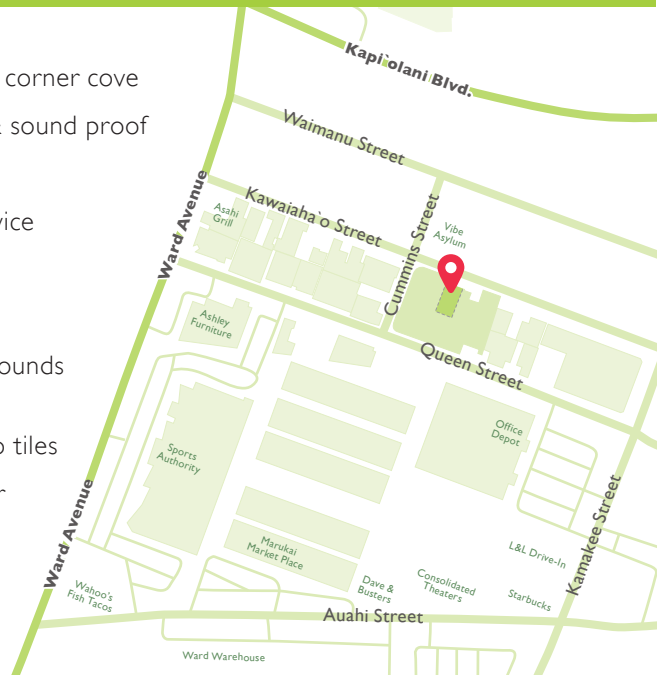 corner cove
sound proof
vice
ounds
tiles
Kapi`olani Blvd.
Waimanu Street
Kawaiaha`o Street
Cummins Street
Ward Avenue
Asahi
Grill
Vibe
Asylum
Ashley
Furniture
Queen Street
Office
Depot
Sports
Authority
Kamakee Street
Ward Avenue
Marukai
Market Place
L&L Drive-In
Wahoo's
Fish Tacos
Dave &
Busters
Consolidated
Theaters
Starbucks
Auahi Street
Ward Warehouse